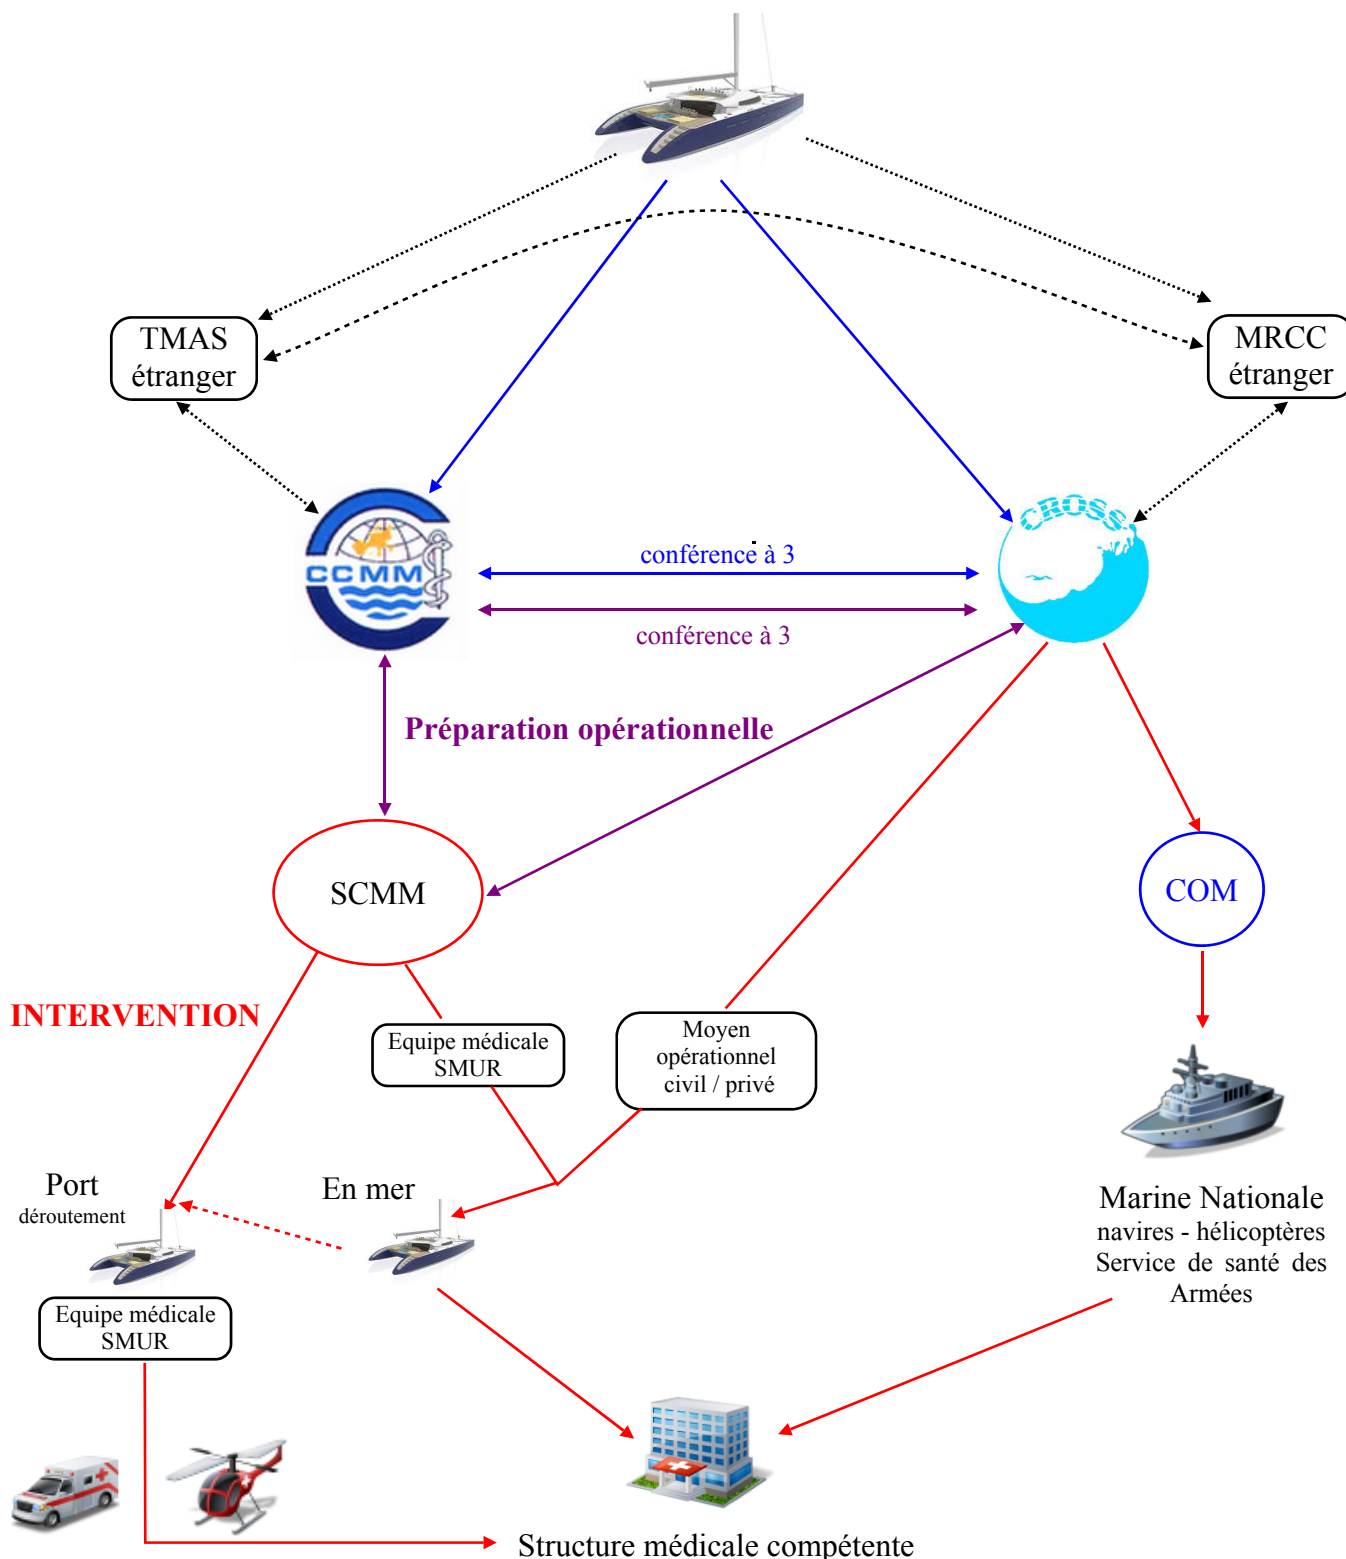 TMAS
étranger
MRCC
étranger
CCMM
CROSS
conférence à 3
conférence à 3
Préparation opérationnelle
SCMM
COM
INTERVENTION
Equipe médicale
SMUR
Moyen
opérationnel
civil / privé
Port
déroutement
En mer
Marine Nationale
navires - hélicoptères
Service de santé des
Armées
Equipe médicale
SMUR
Structure médicale compétente